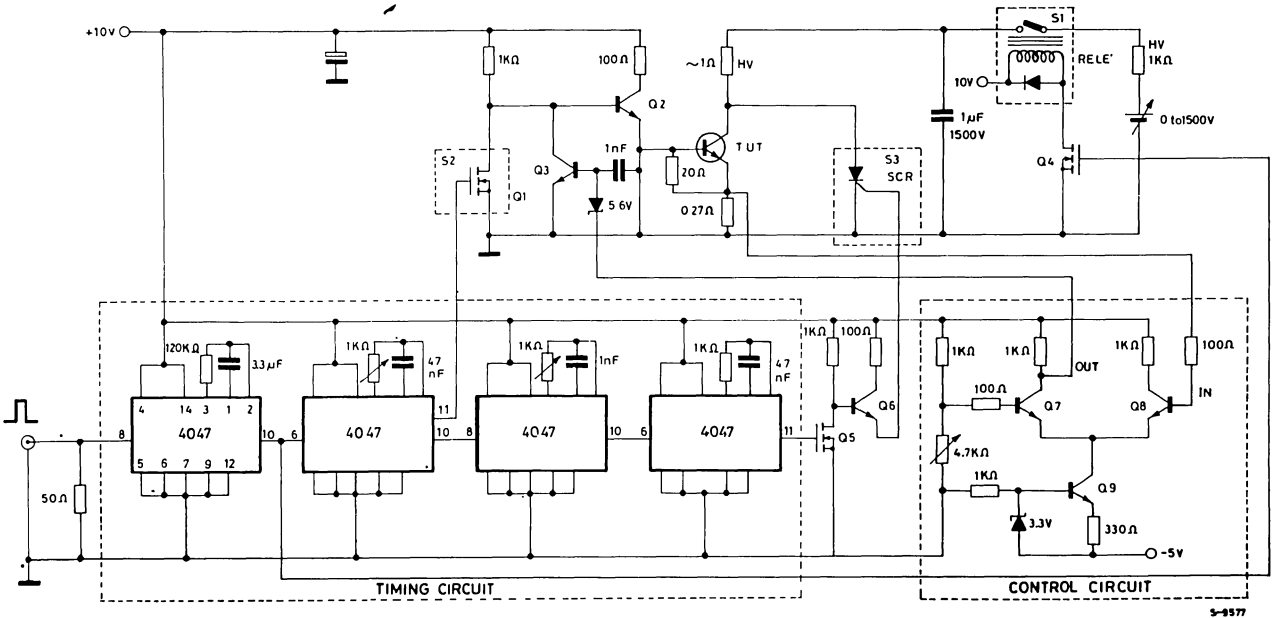 +10V
1KΩ
100Ω
~1Ω
HV
S1
RELE'
10V
HV
1KΩ
1µF
1500V
0 to1500V
Q2
Q3
1nF
TUT
S2
Q1
5.6V
20Ω
0.27Ω
S3
SCR
Q4
120KΩ
3.3µF
1KΩ
47
nF
1KΩ
1nF
1KΩ
47
nF
1KΩ
100Ω
1KΩ
1KΩ
1KΩ
100Ω
OUT
IN
4
14
3
1
2
11
11
100Ω
Q6
Q7
Q8
8
4047
10
6
4047
10
8
4047
10
6
4047
Q5
5
6
7
9
12
50Ω
4.7KΩ
1KΩ
Q9
3.3V
330Ω
-5V
TIMING CIRCUIT
CONTROL CIRCUIT
S-9577